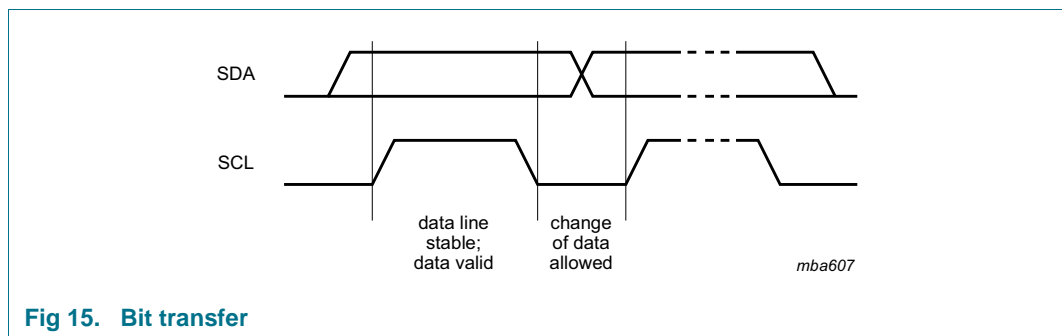 SDA
SCL
data line
stable;
data valid
change
of data
allowed
mba607
Fig 15. Bit transfer